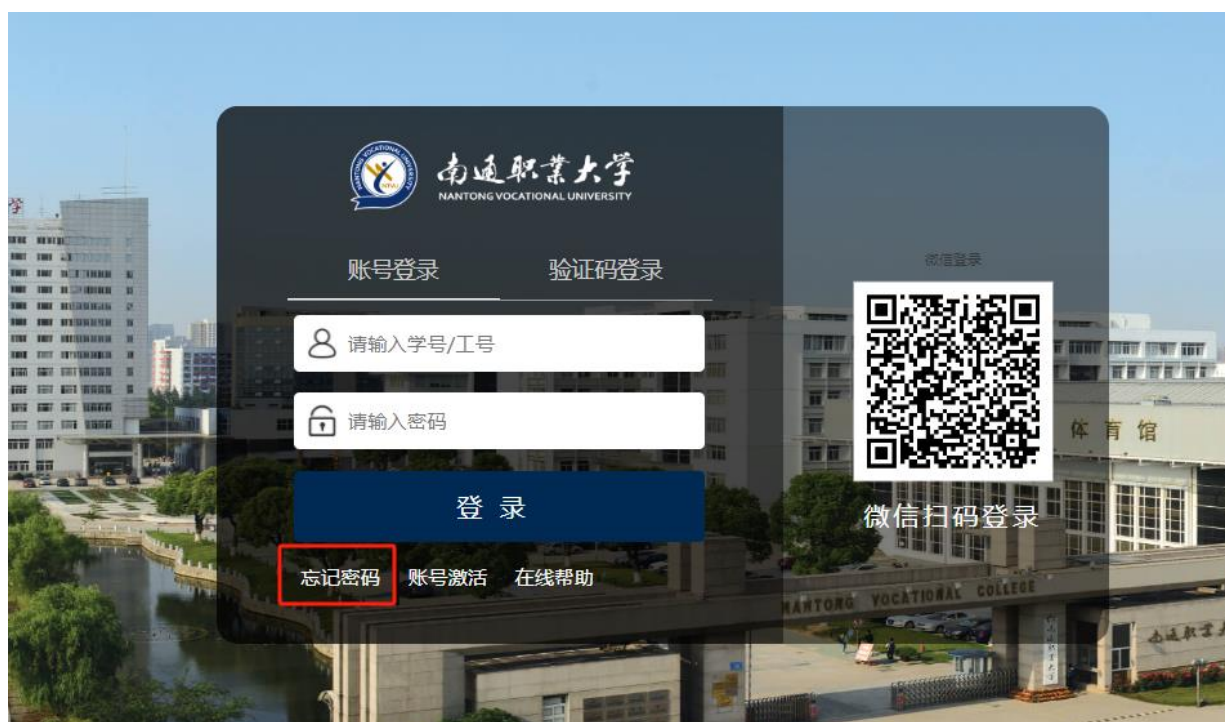 南通职业大学
NANTONG VOCATIONAL UNIVERSITY
账号登录
验证码登录
请输入学号/工号
请输入密码
登 录
忘记密码
账号激活
在线帮助
微信登录
微信扫码登录
体育馆
NANTONG VOCATIONAL COLLEGE
学